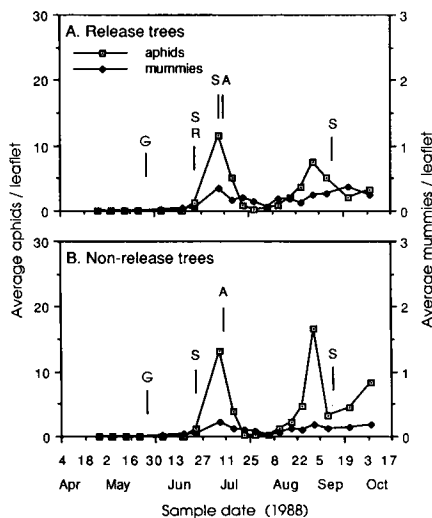 A. Release trees
aphids
mummies
30
20
10
0
3
2
1
0
G
S
R
S A
S
B. Non-release trees
30
20
10
0
3
2
1
0
G
S
A
S
Average aphids / leaflet
Average mummies / leaflet
4 18 2 16 30 13 27 11 25 8 22 5 19 3 17
Apr May Jun Jul Aug Sep Oct
Sample date (1988)